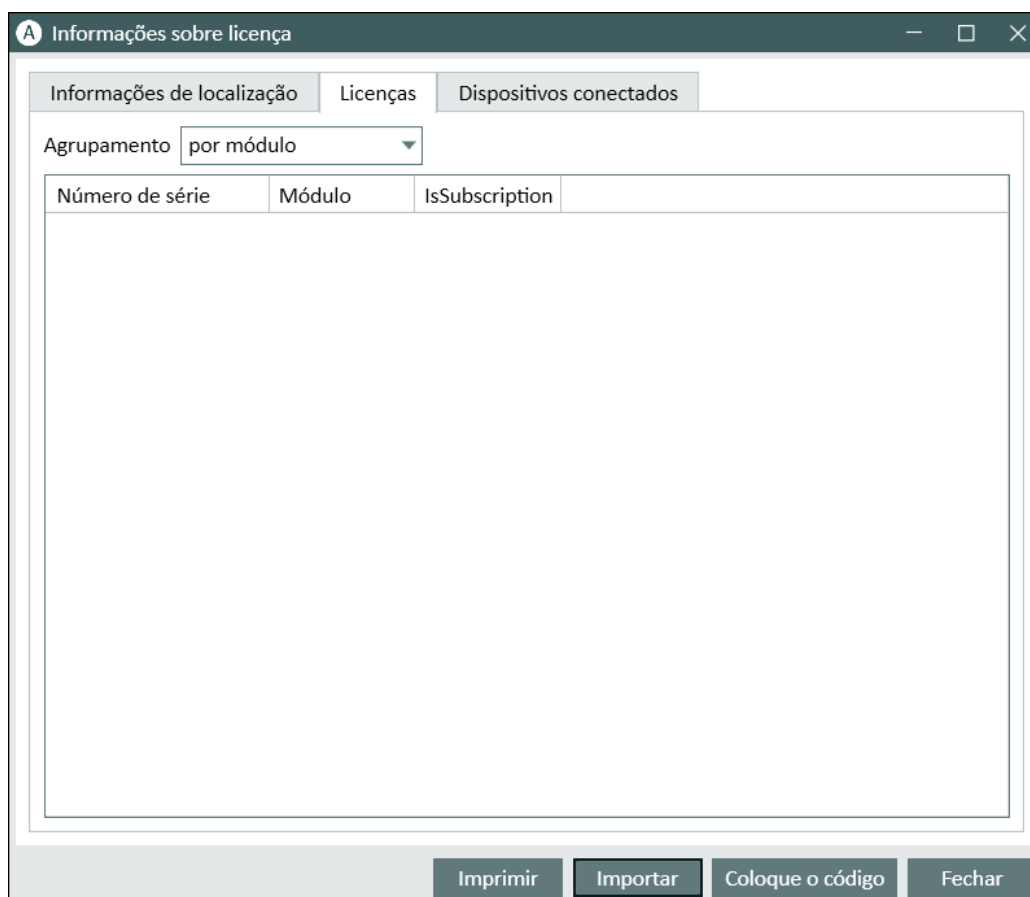 A Informações sobre licença
Informações de localização Licenças Dispositivos conectados
Agrupamento por módulo
Número de série Módulo IsSubscription
Imprimir Importar Coloque o código Fechar